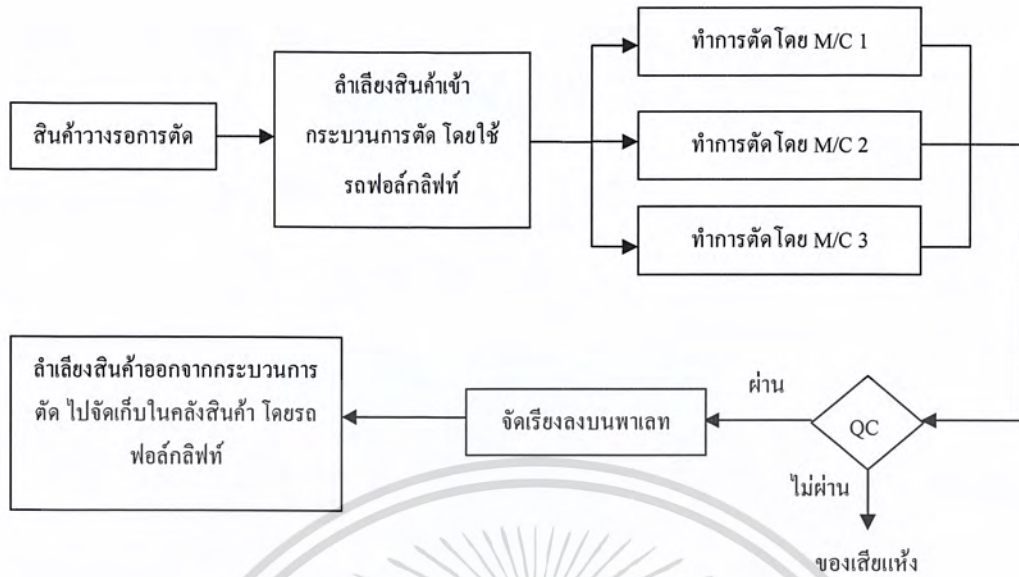 สินค้าวางรอการตัด
ลำเลียงสินค้าเข้า
กระบวนการตัด โดยใช้
รถฟอล์กลิฟท์
ทำการตัดโดย M/C 1
ทำการตัดโดย M/C 2
ทำการตัดโดย M/C 3
QC
ผ่าน
ไม่ผ่าน
ของเสียแห้ง
จัดเรียงลงบนพาเลท
ลำเลียงสินค้าออกจากกระบวนการ
ตัด ไปจัดเก็บในคลังสินค้า โดยรถ
ฟอล์กลิฟท์